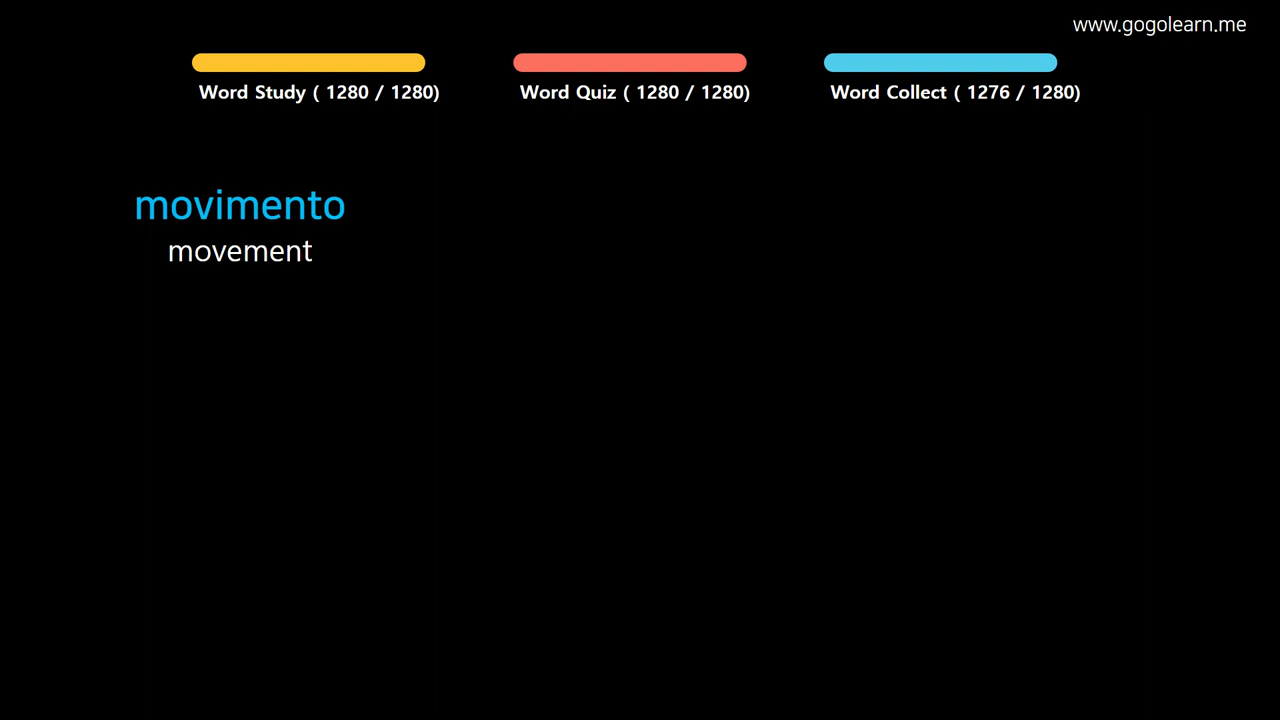 www.gogolearn.me
Word Study ( 1280 / 1280)
Word Quiz ( 1280 / 1280)
Word Collect ( 1276 / 1280)
movimento
movement